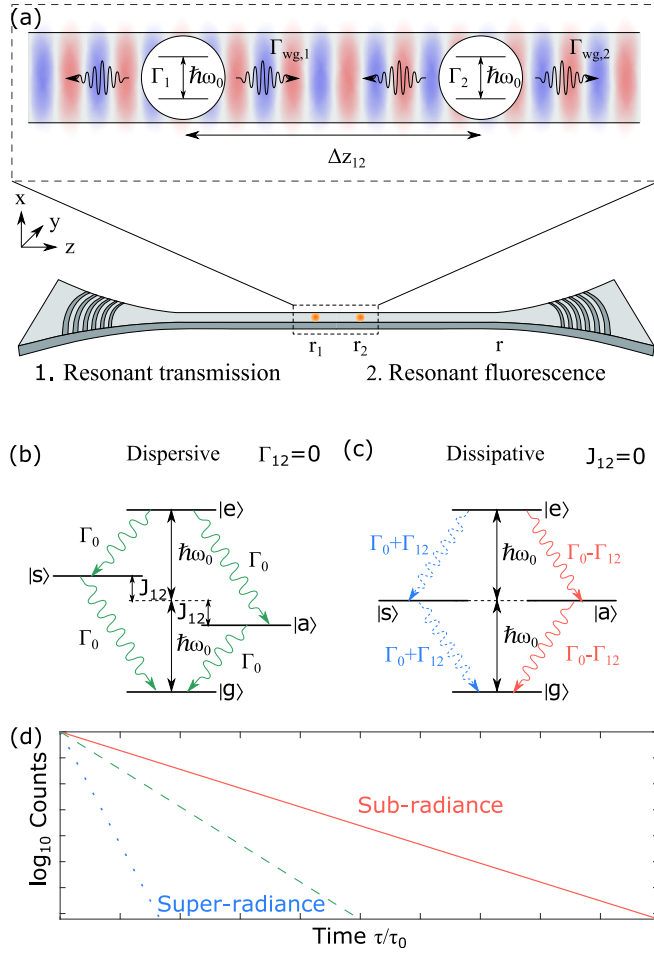 (a)
Γ₁ ħω₀ Γwg,1 Γ₂ ħω₀ Γwg,2
Δz₁₂
x
y
z
r₁ r₂ r
1. Resonant transmission 2. Resonant fluorescence
(b) Dispersive Γ₁₂=0
|e⟩
Γ₀ ħω₀ Γ₀
|s⟩ J₁₂
J₁₂ |a⟩
Γ₀ ħω₀ Γ₀
|g⟩
(c) Dissipative J₁₂=0
|e⟩
Γ₀+Γ₁₂ ħω₀ Γ₀-Γ₁₂
|s⟩ |a⟩
Γ₀+Γ₁₂ ħω₀ Γ₀-Γ₁₂
|g⟩
(d)
log₁₀ Counts
Sub-radiance
Super-radiance
Time τ/τ₀